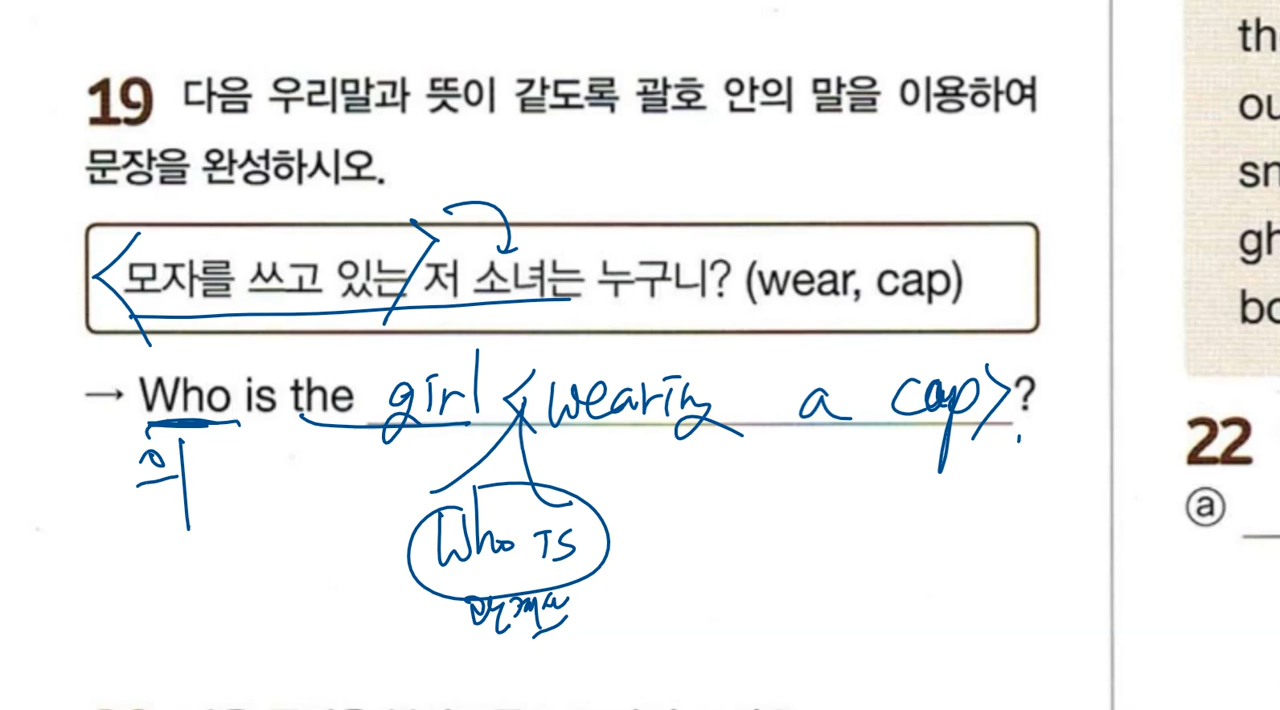 19 다음 우리말과 뜻이 같도록 괄호 안의 말을 이용하여
문장을 완성하시오.
<모자를 쓰고 있는> 저 소녀는 누구니? (wear, cap)
→ Who is the girl <wearing a cap>?
의
Who is
th
ou
sn
gh
bo
22
ⓐ